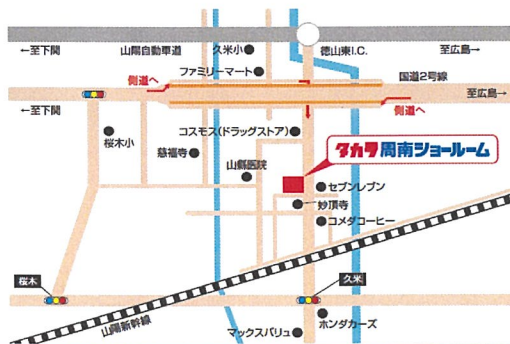 山陽自動車道
久米小
徳山東I.C.
←至下関
至広島→
ファミリーマート
国道2号線
側道へ
←至下関
至広島→
側道へ
コスモス(ドラッグストア)
桜木小
慈福寺
タカラ周南ショールーム
山縣医院
セブンレブン
妙頂寺
コメダコーヒー
桜木
久米
山陽新幹線
ホンダカーズ
マックスバリュ